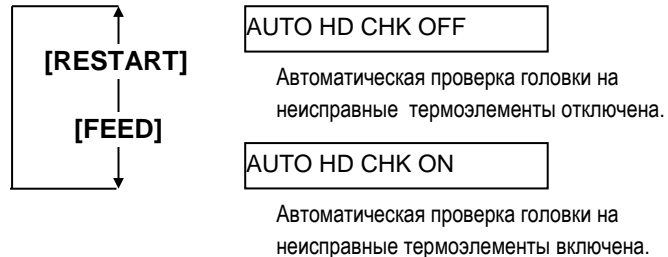 AUTO HD CHK OFF
[RESTART]
Автоматическая проверка головки на
неисправные термоэлементы отключена.
[FEED]
AUTO HD CHK ON
Автоматическая проверка головки на
неисправные термоэлементы включена.